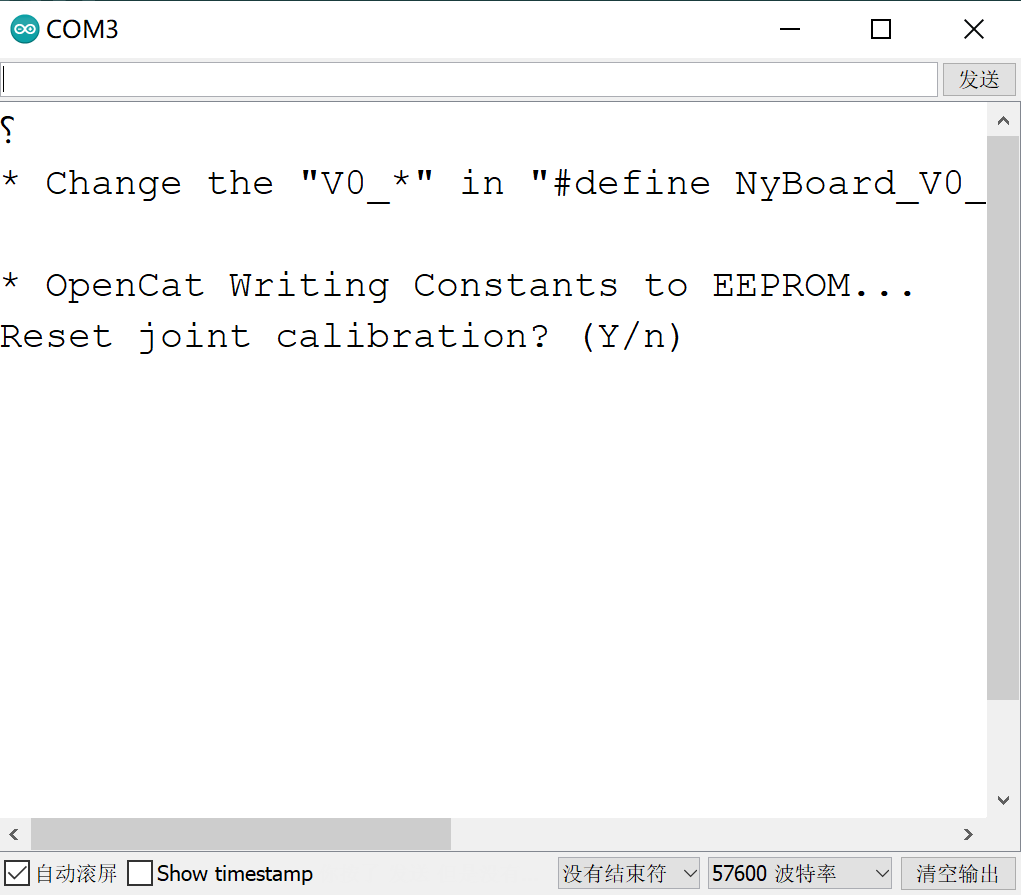 COM3
发送
⸮
* Change the "V0_*" in "#define NyBoard_V0_
* OpenCat Writing Constants to EEPROM...
Reset joint calibration? (Y/n)
自动滚屏 Show timestamp 没有结束符 57600 波特率 清空输出